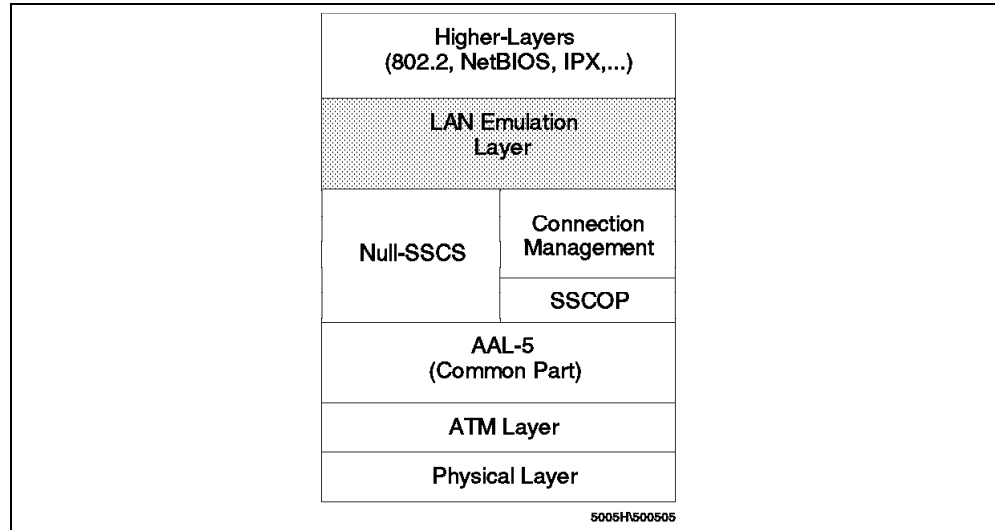 Higher-Layers
(802.2, NetBIOS, IPX,...)
LAN Emulation
Layer
Null-SSCS
Connection
Management
SSCOP
AAL-5
(Common Part)
ATM Layer
Physical Layer
5005H\500505